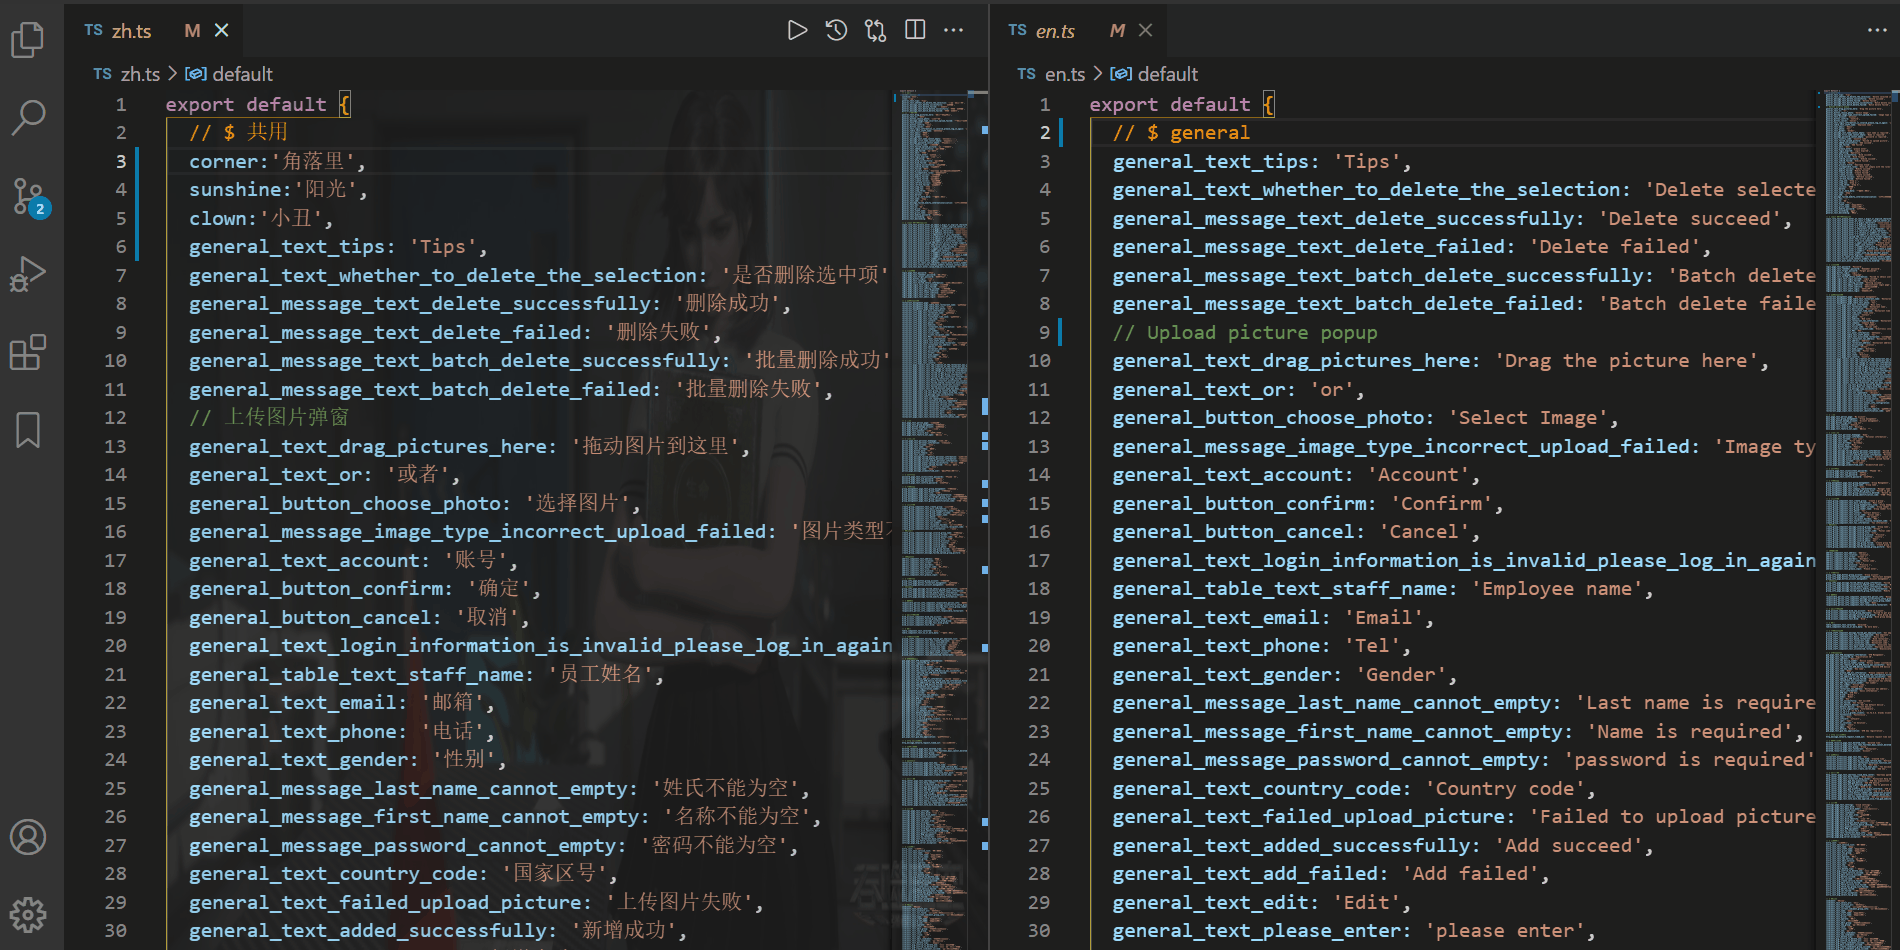 TS zh.ts M
TS zh.ts > default
1 export default {
2 // $ 共用
3 corner:'角落里',
4 sunshine:'阳光',
5 clown:'小丑',
6 general_text_tips: 'Tips',
7 general_text_whether_to_delete_the_selection: '是否删除选中项'
8 general_message_text_delete_successfully: '删除成功',
9 general_message_text_delete_failed: '删除失败',
10 general_message_text_batch_delete_successfully: '批量删除成功'
11 general_message_text_batch_delete_failed: '批量删除失败',
12 // 上传图片弹窗
13 general_text_drag_pictures_here: '拖动图片到这里',
14 general_text_or: '或者',
15 general_button_choose_photo: '选择图片',
16 general_message_image_type_incorrect_upload_failed: '图片类型
17 general_text_account: '账号',
18 general_button_confirm: '确定',
19 general_button_cancel: '取消',
20 general_text_login_information_is_invalid_please_log_in_again
21 general_table_text_staff_name: '员工姓名',
22 general_text_email: '邮箱',
23 general_text_phone: '电话',
24 general_text_gender: '性别',
25 general_message_last_name_cannot_empty: '姓氏不能为空',
26 general_message_first_name_cannot_empty: '名称不能为空',
27 general_message_password_cannot_empty: '密码不能为空',
28 general_text_country_code: '国家区号',
29 general_text_failed_upload_picture: '上传图片失败',
30 general_text_added_successfully: '新增成功',
2
TS en.ts M
TS en.ts > default
1 export default {
2 // $ general
3 general_text_tips: 'Tips',
4 general_text_whether_to_delete_the_selection: 'Delete selecte
5 general_message_text_delete_successfully: 'Delete succeed',
6 general_message_text_delete_failed: 'Delete failed',
7 general_message_text_batch_delete_successfully: 'Batch delete
8 general_message_text_batch_delete_failed: 'Batch delete faile
9 // Upload picture popup
10 general_text_drag_pictures_here: 'Drag the picture here',
11 general_text_or: 'or',
12 general_button_choose_photo: 'Select Image',
13 general_message_image_type_incorrect_upload_failed: 'Image ty
14 general_text_account: 'Account',
15 general_button_confirm: 'Confirm',
16 general_button_cancel: 'Cancel',
17 general_text_login_information_is_invalid_please_log_in_again
18 general_table_text_staff_name: 'Employee name',
19 general_text_email: 'Email',
20 general_text_phone: 'Tel',
21 general_text_gender: 'Gender',
22 general_message_last_name_cannot_empty: 'Last name is require
23 general_message_first_name_cannot_empty: 'Name is required',
24 general_message_password_cannot_empty: 'password is required'
25 general_text_country_code: 'Country code',
26 general_text_failed_upload_picture: 'Failed to upload picture
27 general_text_added_successfully: 'Add succeed',
28 general_text_add_failed: 'Add failed',
29 general_text_edit: 'Edit',
30 general_text_please_enter: 'please enter',